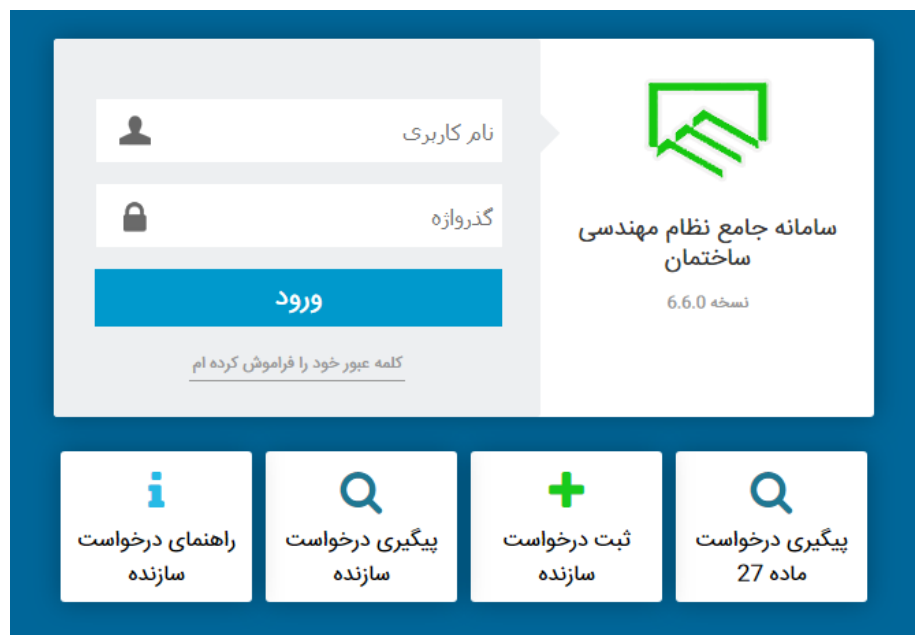 سامانه جامع نظام مهندسی
ساختمان
نسخه 6.6.0
نام کاربری
گذرواژه
ورود
کلمه عبور خود را فراموش کرده ام
پیگیری درخواست
ماده 27
ثبت درخواست
سازنده
پیگیری درخواست
سازنده
راهنمای درخواست
سازنده